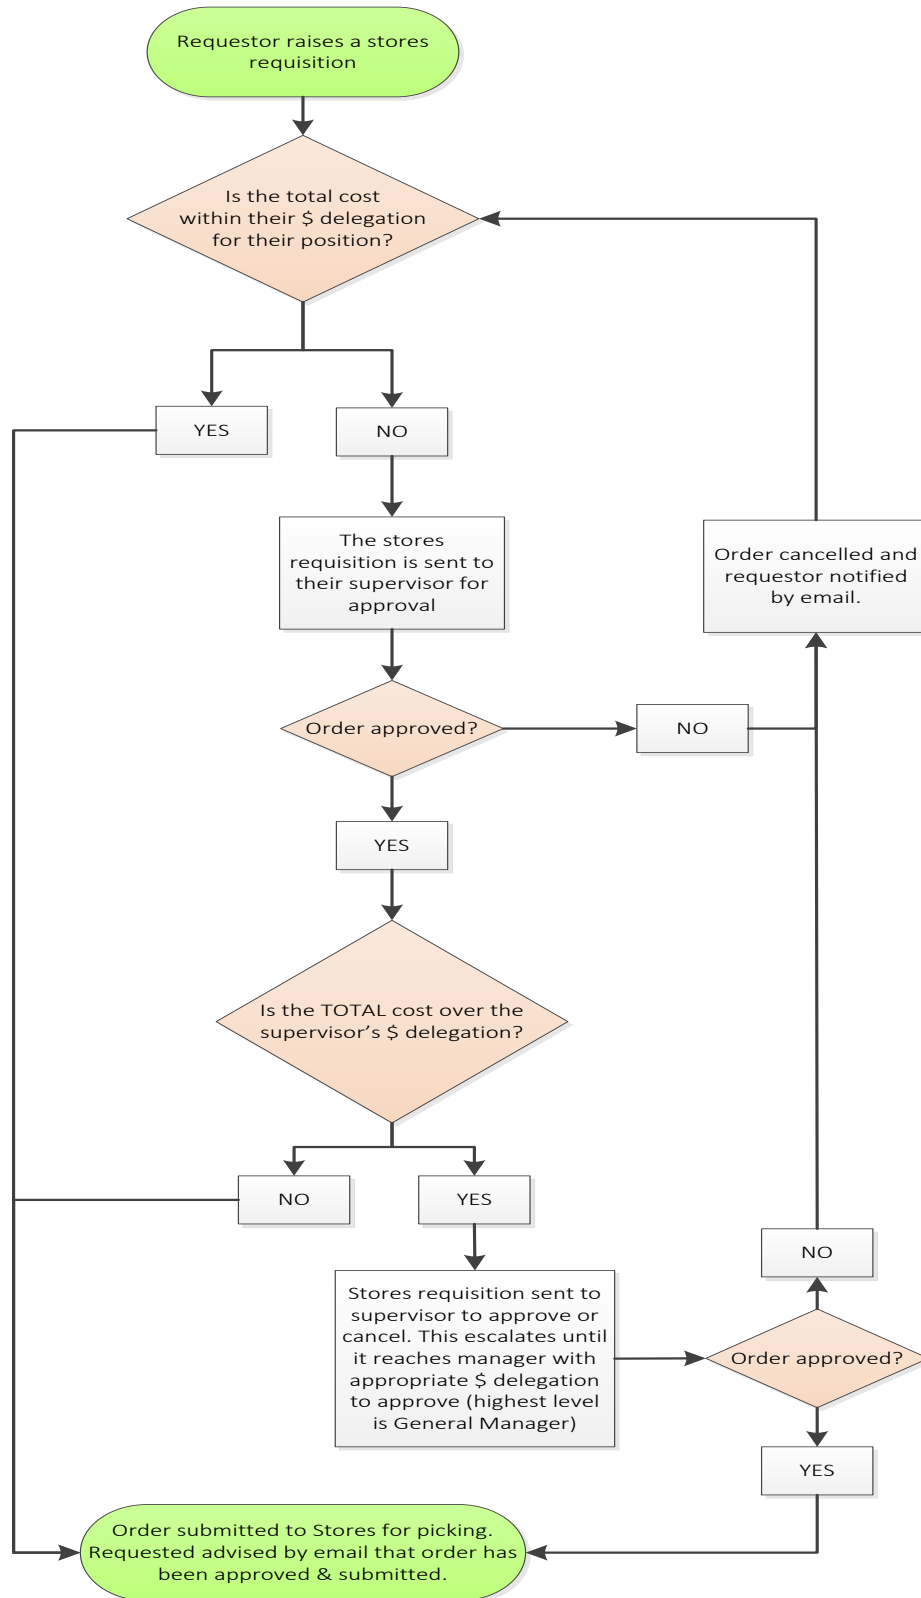 Requestor raises a stores
requisition
Is the total cost
within their $ delegation
for their position?
YES
NO
The stores
requisition is sent to
their supervisor for
approval
Order cancelled and
requestor notified
by email.
Order approved?
NO
YES
Is the TOTAL cost over the
supervisor’s $ delegation?
NO
YES
Stores requisition sent to
supervisor to approve or
cancel. This escalates until
it reaches manager with
appropriate $ delegation
to approve (highest level
is General Manager)
NO
Order approved?
YES
Order submitted to Stores for picking.
Requested advised by email that order has
been approved & submitted.